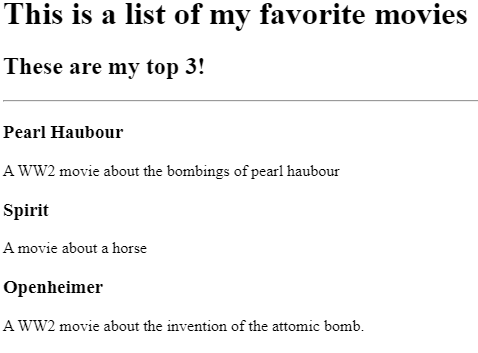 This is a list of my favorite movies
These are my top 3!
Pearl Haubour
A WW2 movie about the bombings of pearl haubour
Spirit
A movie about a horse
Openheimer
A WW2 movie about the invention of the attomic bomb.